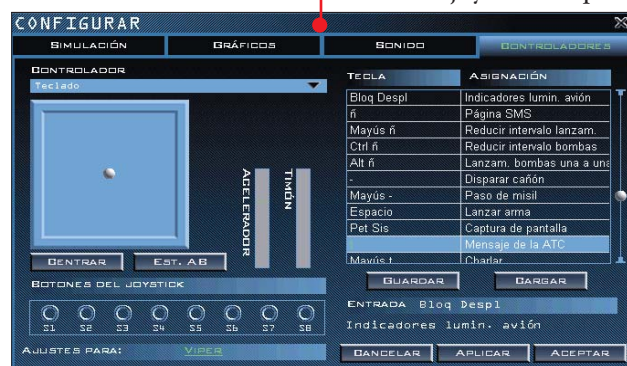 CONFIGURAR
SIMULACIÓN GRÁFICOS SONIDO CONTROLADORES
CONTROLADOR
Teclado
ACELERADOR
TIMÓN
CENTRAR EST. AB
BOTONES DEL JOYSTICK
S1 S2 S3 S4 S5 S6 S7 S8
AJUSTES PARA: VIPER
TECLA ASIGNACIÓN
Bloq Despl Indicadores lumin. avión
ñ Página SMS
Mayús ñ Reducir intervalo lanzam.
Ctrl ñ Reducir intervalo bombas
Alt ñ Lanzam. bombas una a una
- Disparar cañón
Mayús - Paso de misil
Espacio Lanzar arma
Pet Sis Captura de pantalla
Mensaje de la ATC
Mayús t Charlar
GUARDAR CARGAR
ENTRADA Bloq Despl
Indicadores lumin. avión
CANCELAR APLICAR ACEPTAR